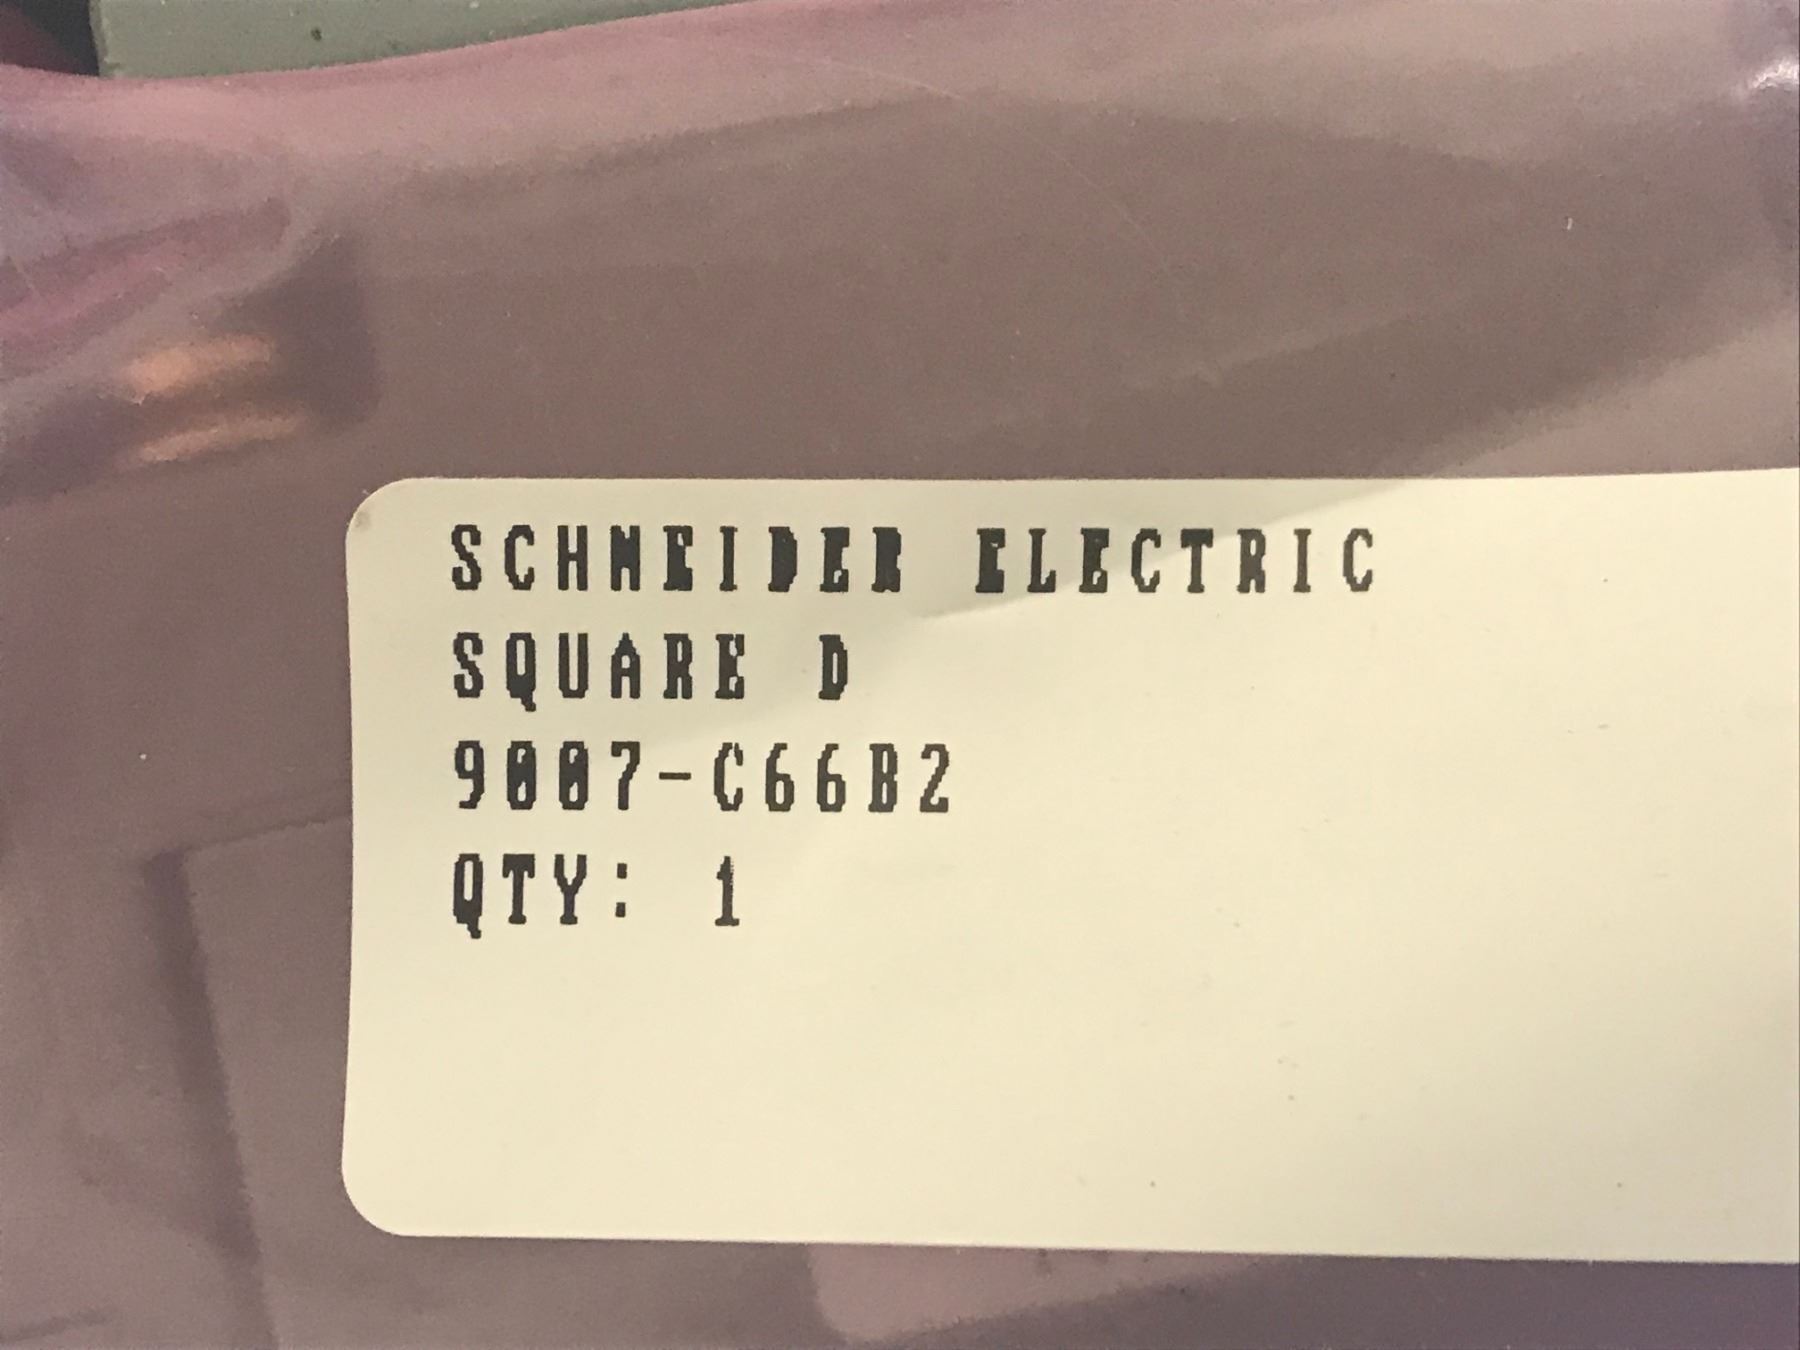 SCHNEIDER ELECTRIC
SQUARE D
9007-C66B2
QTY: 1